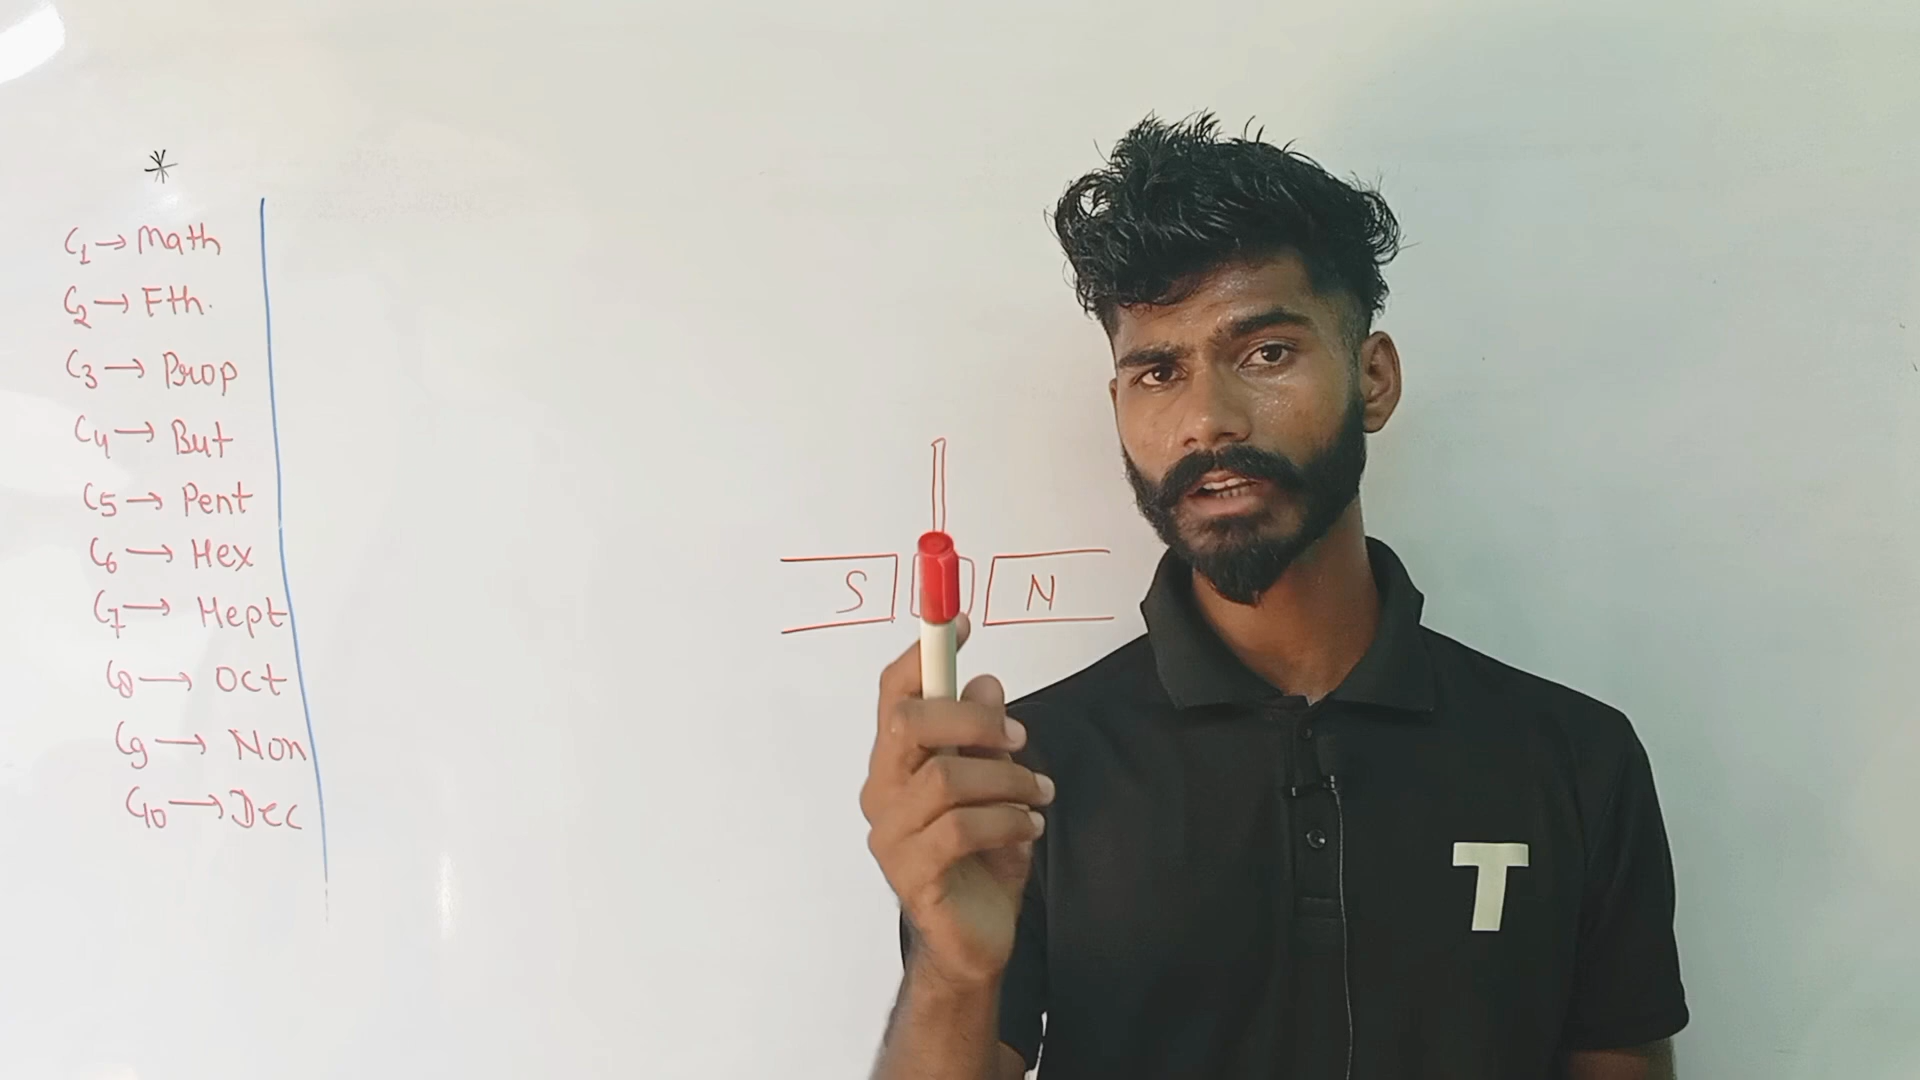 *
C1 → Math
C2 → Eth.
C3 → Prop
C4 → But
C5 → Pent
C6 → Hex
C7 → Hept
C8 → Oct
C9 → Non
C10 → Dec
S N
T